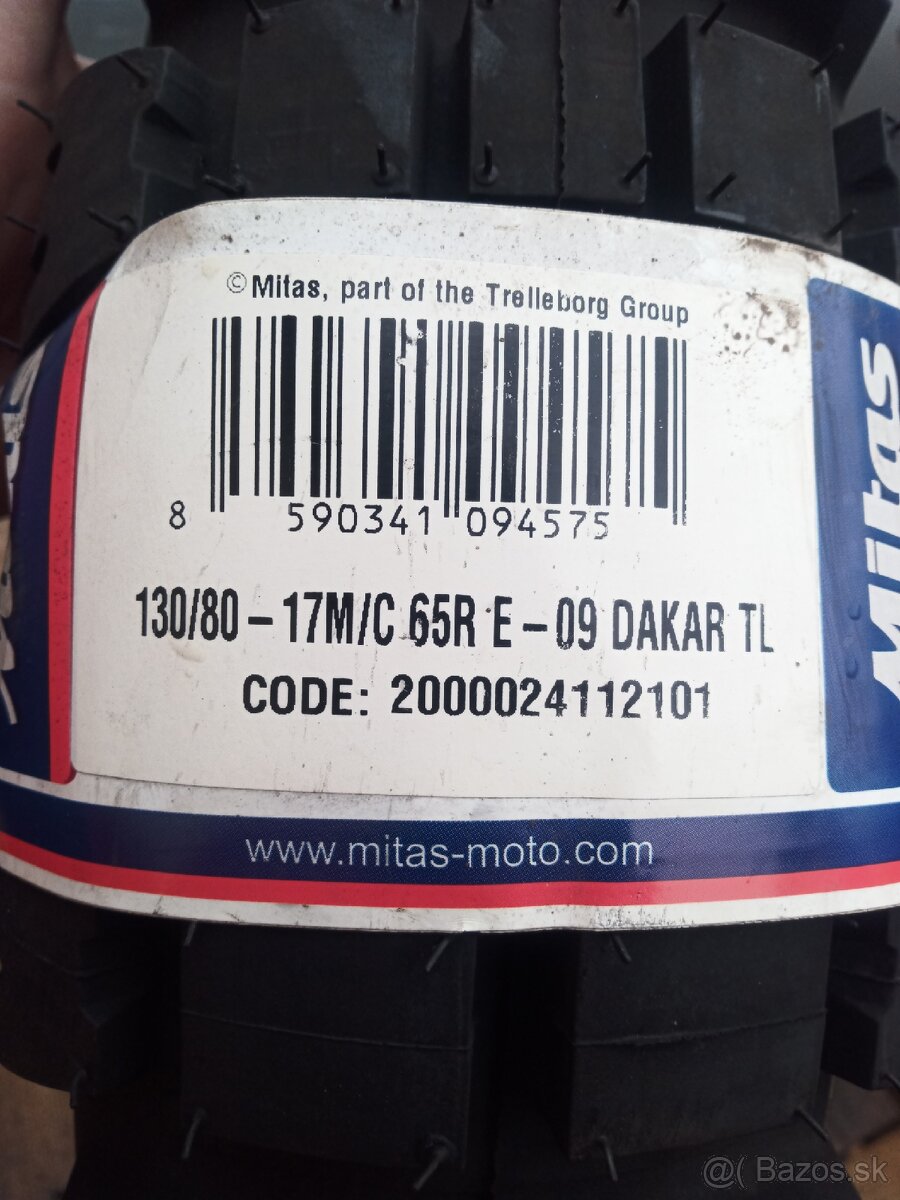 © Mitas, part of the Trelleborg Group
8 590341 094575
130/80 – 17M/C 65R E – 09 DAKAR TL
CODE: 2000024112101
Mitas
www.mitas-moto.com
@( Bazos.sk